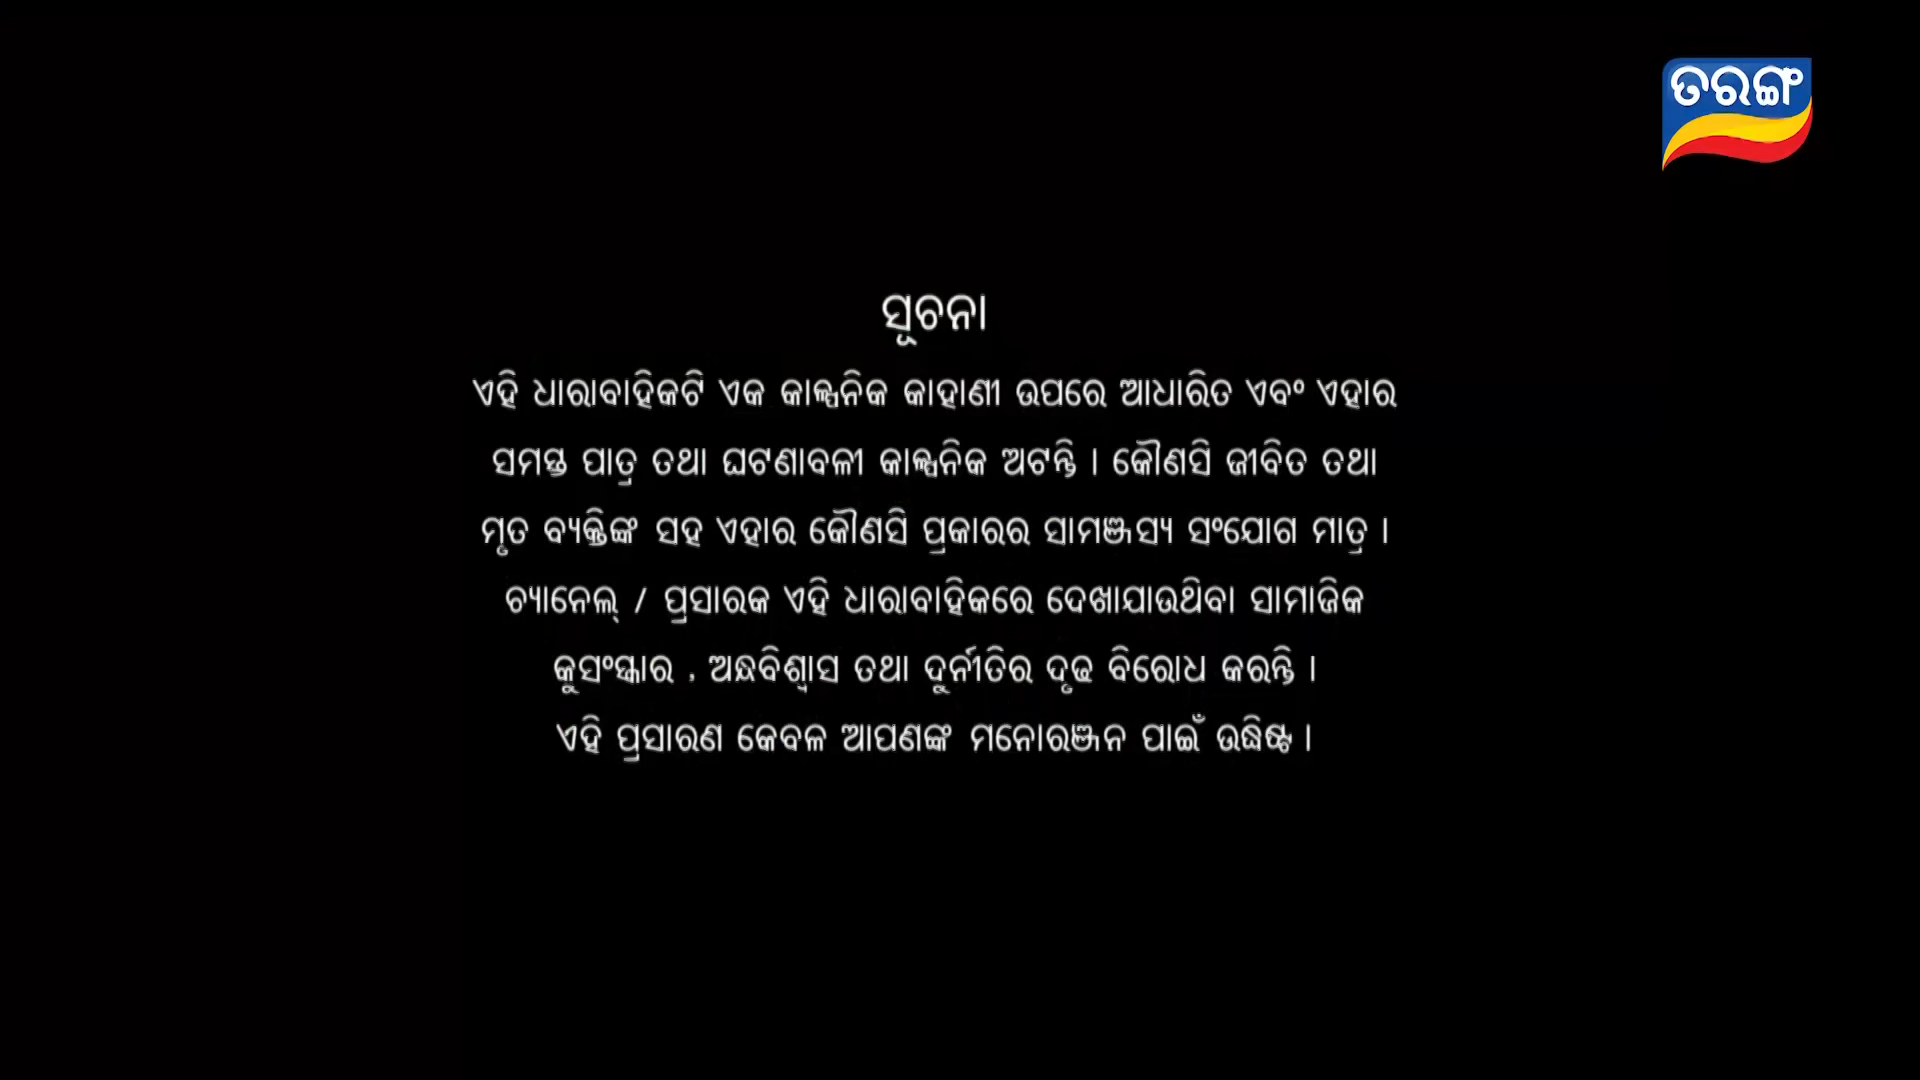 ତରଙ୍ଗ
ସୂଚନା
ଏହି ଧାରାବାହିକଟି ଏକ କାଳ୍ପନିକ କାହାଣୀ ଉପରେ ଆଧାରିତ ଏବଂ ଏହାର
ସମସ୍ତ ପାତ୍ର ତଥା ଘଟଣାବଳୀ କାଳ୍ପନିକ ଅଟନ୍ତି । କୌଣସି ଜୀବିତ ତଥା
ମୃତ ବ୍ୟକ୍ତିଙ୍କ ସହ ଏହାର କୌଣସି ପ୍ରକାରର ସାମଞ୍ଜସ୍ୟ ସଂଯୋଗ ମାତ୍ର ।
ଚ୍ୟାନେଲ୍ / ପ୍ରସାରକ ଏହି ଧାରାବାହିକରେ ଦେଖାଯାଉଥିବା ସାମାଜିକ
କୁସଂସ୍କାର , ଅନ୍ଧବିଶ୍ୱାସ ତଥା ଦୁର୍ନୀତିର ଦୃଢ ବିରୋଧ କରନ୍ତି ।
ଏହି ପ୍ରସାରଣ କେବଳ ଆପଣଙ୍କ ମନୋରଞ୍ଜନ ପାଇଁ ଉଦ୍ଧିଷ୍ଟ ।